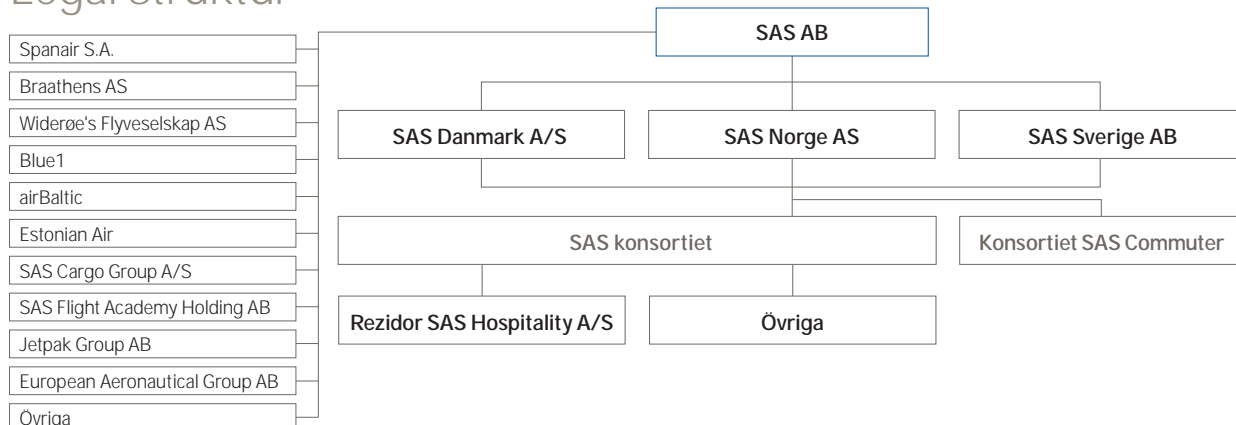 Legal struktur
SAS AB
Spanair S.A.
Braathens AS
Widerøe's Flyveselskap AS
Blue1
airBaltic
Estonian Air
SAS Cargo Group A/S
SAS Flight Academy Holding AB
Jetpak Group AB
European Aeronautical Group AB
Övriga
SAS Danmark A/S
SAS Norge AS
SAS Sverige AB
SAS konsortiet
Konsortiet SAS Commuter
Rezidor SAS Hospitality A/S
Övriga